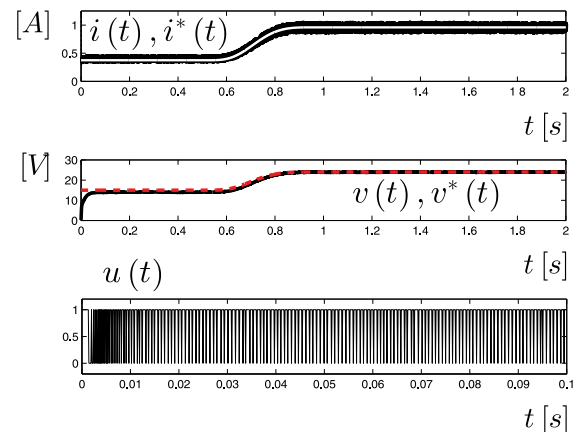 [A]
i (t) , i* (t)
1
0.5
0
0 0.2 0.4 0.6 0.8 1 1.2 1.4 1.6 1 8 2
t [s]
[V]
30
20
10
0
v (t) , v* (t)
0 0.2 0.4 0.6 0.8 1 1.2 1.4 1.6 1.8 2
t [s]
u (t)
1
0.5
0
0 0.01 0.02 0.03 0.04 0.05 0.06 0.07 0.08 0.09 0.1
t [s]